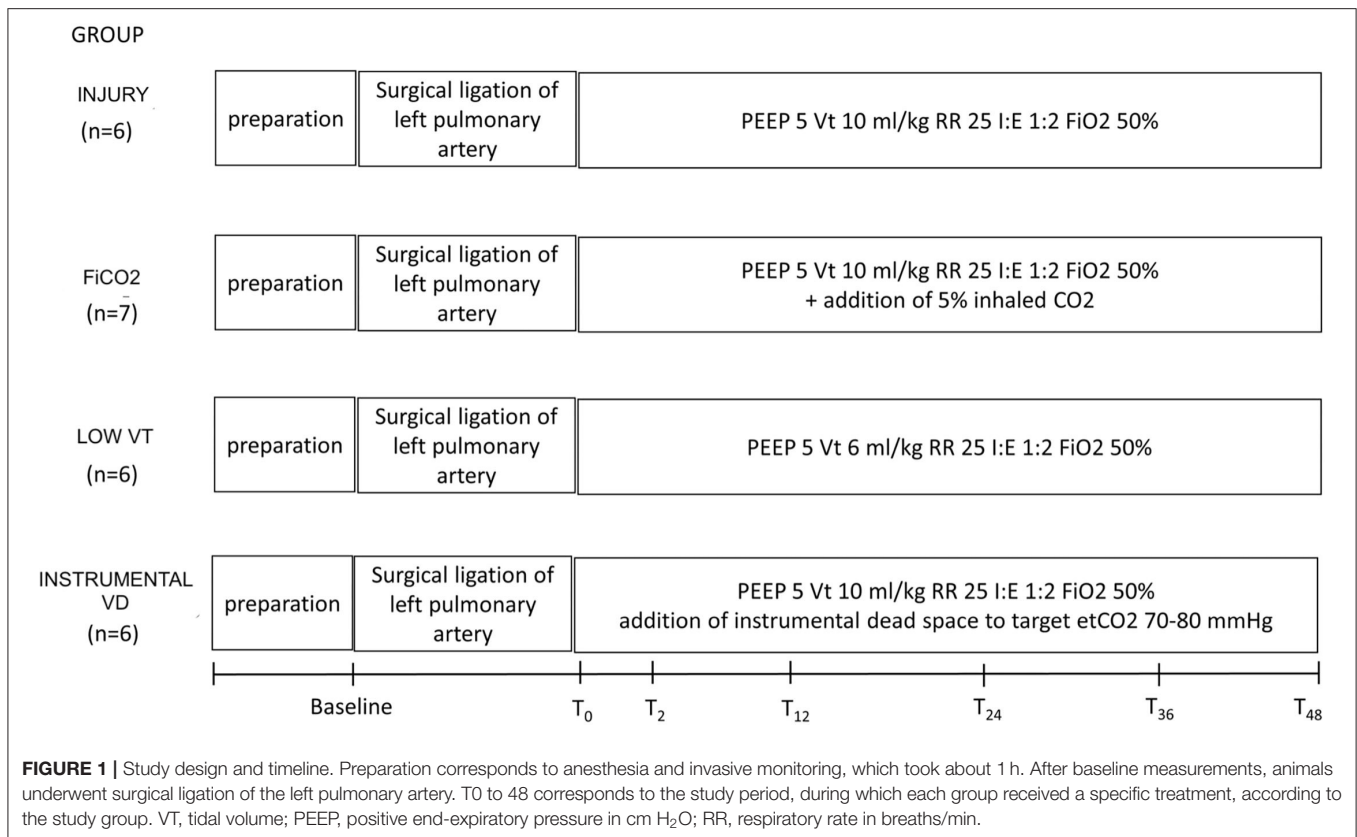 GROUP
INJURY
(n=6)
preparation
Surgical ligation of
left pulmonary
artery
PEEP 5 Vt 10 ml/kg RR 25 I:E 1:2 FiO2 50%
FiCO2
(n=7)
preparation
Surgical ligation of
left pulmonary
artery
PEEP 5 Vt 10 ml/kg RR 25 I:E 1:2 FiO2 50%
+ addition of 5% inhaled CO2
LOW VT
(n=6)
preparation
Surgical ligation of
left pulmonary
artery
PEEP 5 Vt 6 ml/kg RR 25 I:E 1:2 FiO2 50%
INSTRUMENTAL
VD
(n=6)
preparation
Surgical ligation of
left pulmonary
artery
PEEP 5 Vt 10 ml/kg RR 25 I:E 1:2 FiO2 50%
addition of instrumental dead space to target etCO2 70-80 mmHg
Baseline T₀ T₂ T₁₂ T₂₄ T₃₆ T₄₈
FIGURE 1 | Study design and timeline. Preparation corresponds to anesthesia and invasive monitoring, which took about 1 h. After baseline measurements, animals
underwent surgical ligation of the left pulmonary artery. T0 to 48 corresponds to the study period, during which each group received a specific treatment, according to
the study group. VT, tidal volume; PEEP, positive end-expiratory pressure in cm H₂O; RR, respiratory rate in breaths/min.